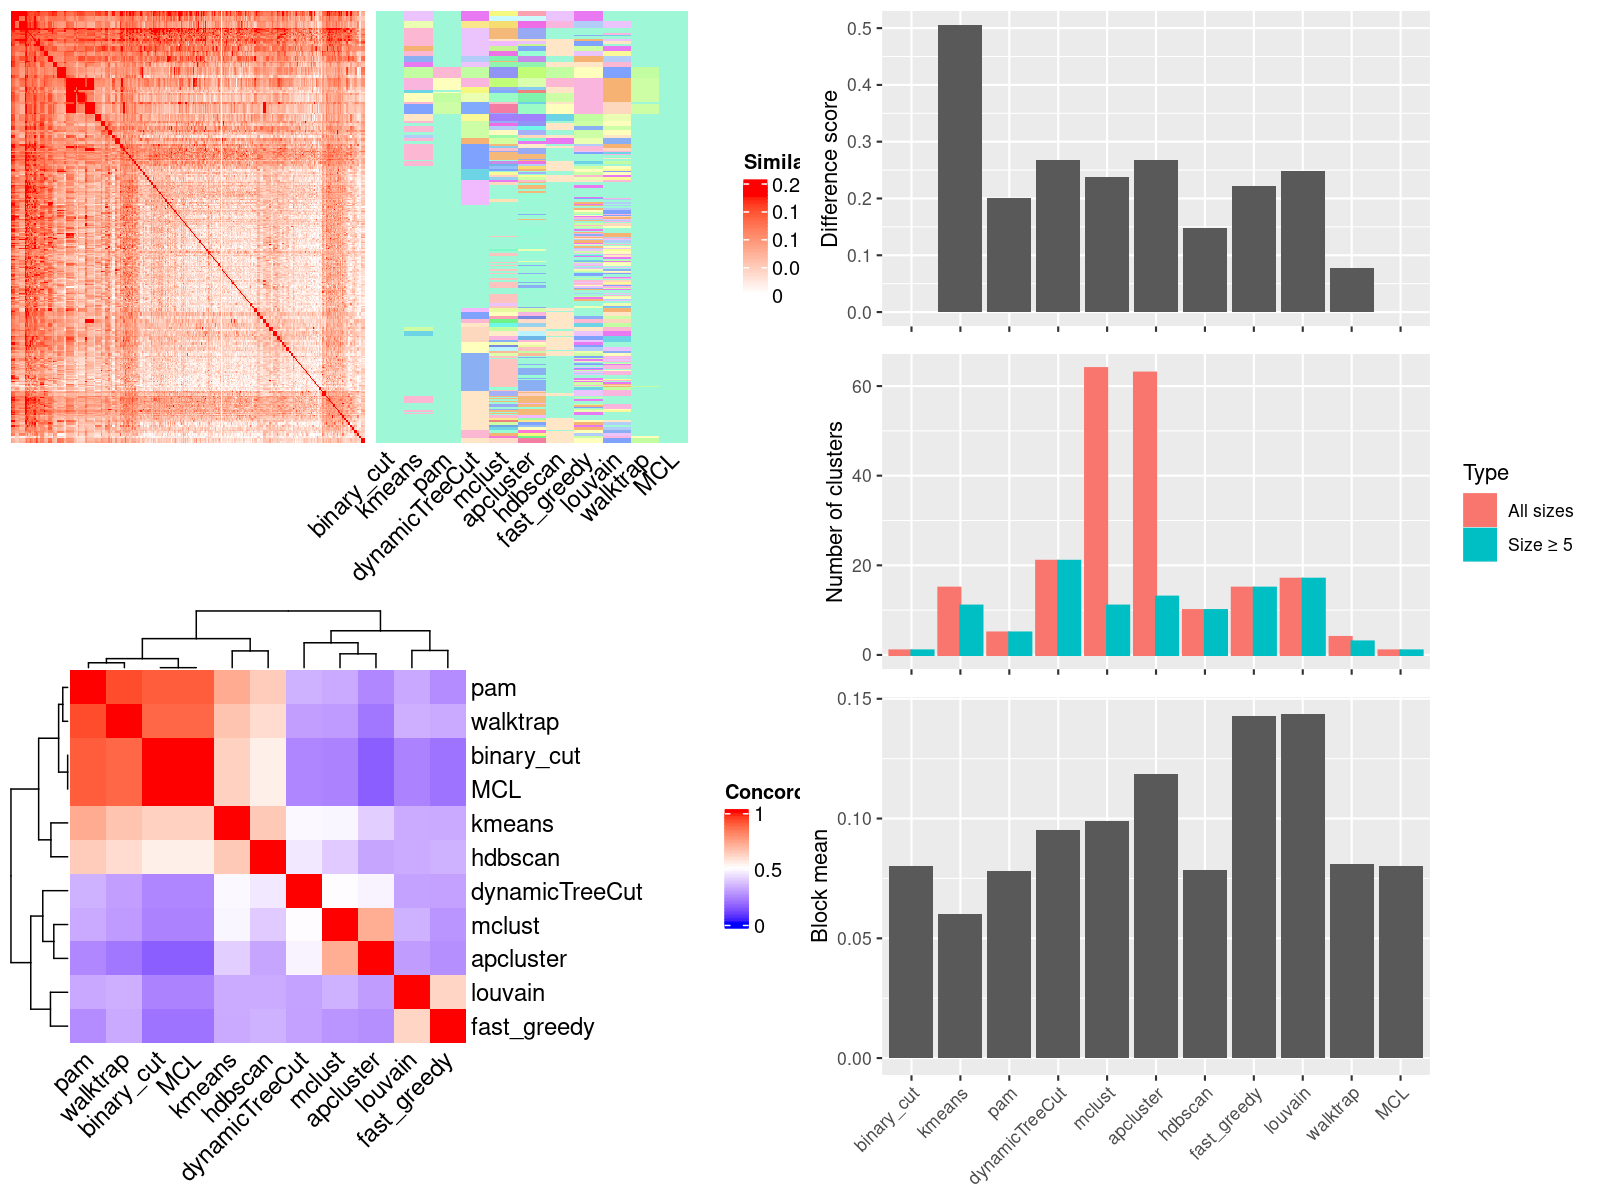 Simila
0.2
0.1
0.1
0.0
0
binary_cut
kmeans
pam
dynamicTreeCut
mclust
apcluster
hdbscan
fast_greedy
louvain
walktrap
MCL
pam
walktrap
binary_cut
MCL
kmeans
hdbscan
dynamicTreeCut
mclust
apcluster
louvain
fast_greedy
pam
walktrap
binary_cut
MCL
kmeans
hdbscan
dynamicTreeCut
mclust
apcluster
louvain
fast_greedy
Concord
1
0.5
0
Difference score
0.5
0.4
0.3
0.2
0.1
0.0
Number of clusters
60
40
20
0
Type
All sizes
Size ≥ 5
Block mean
0.15
0.10
0.05
0.00
binary_cut
kmeans
pam
dynamicTreeCut
mclust
apcluster
hdbscan
fast_greedy
louvain
walktrap
MCL